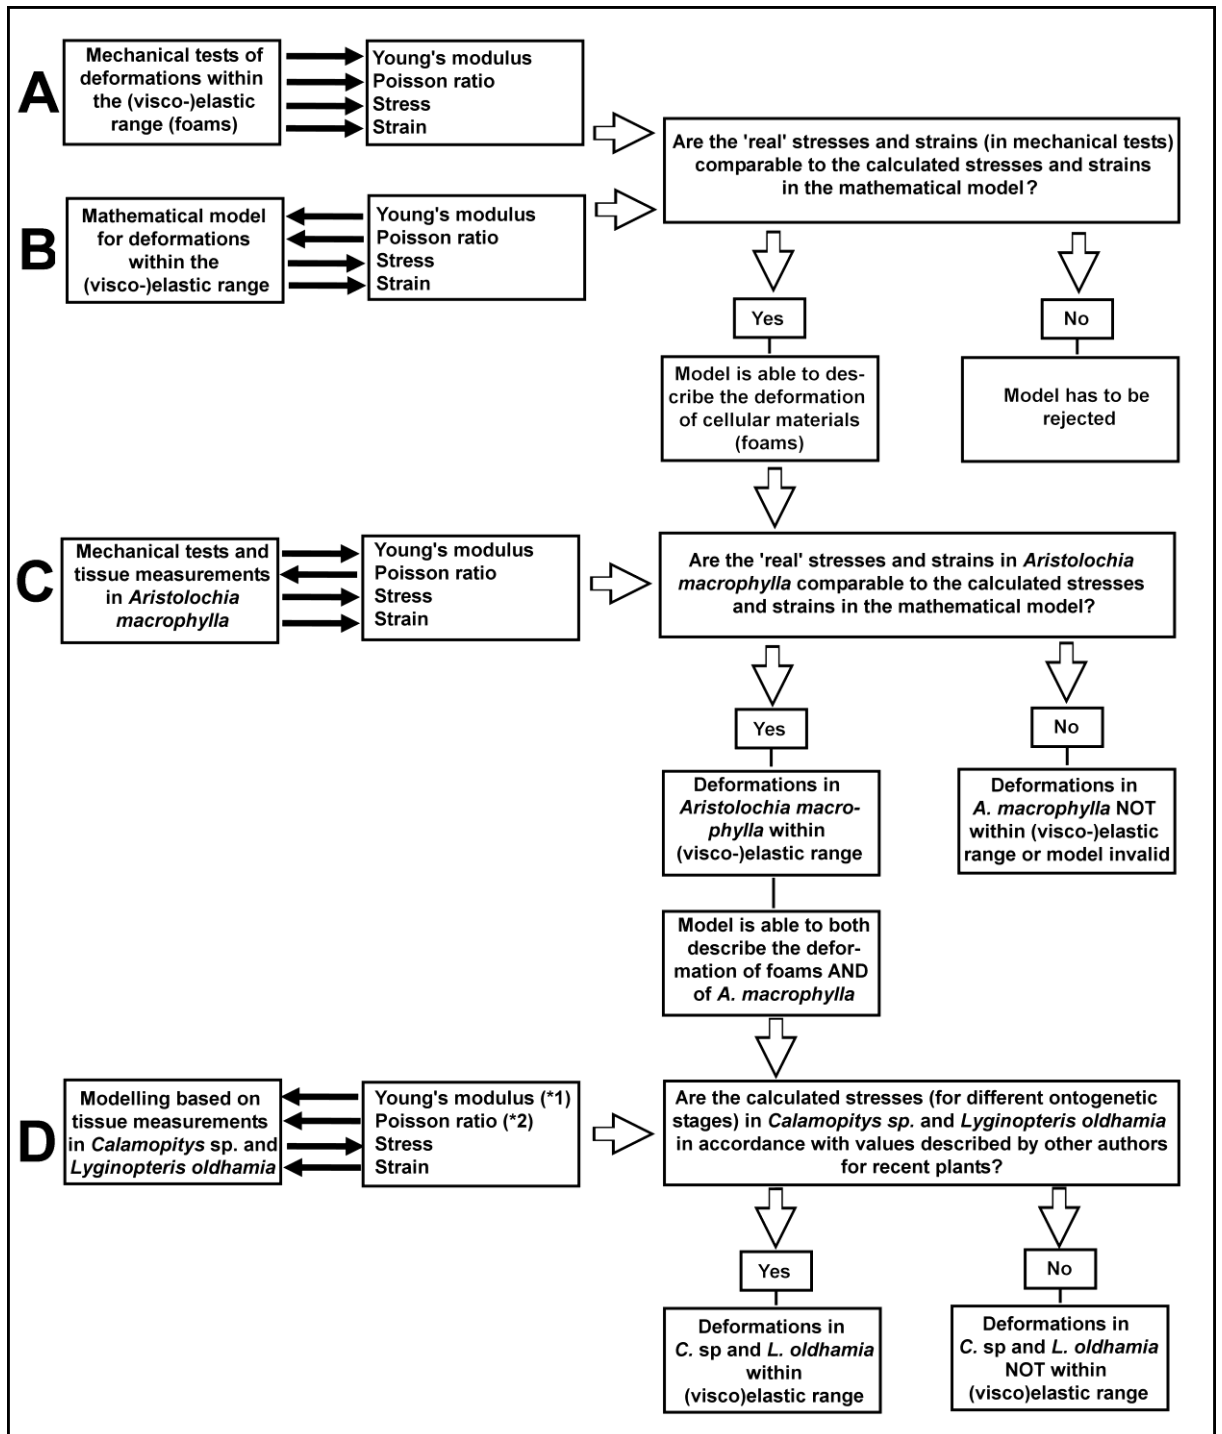 A
Mechanical tests of
deformations within
the (visco-)elastic
range (foams)
Young's modulus
Poisson ratio
Stress
Strain
Are the 'real' stresses and strains (in mechanical tests)
comparable to the calculated stresses and strains
in the mathematical model?
B
Mathematical model
for deformations
within the
(visco-)elastic range
Young's modulus
Poisson ratio
Stress
Strain
Yes
No
Model is able to des-
cribe the deformation
of cellular materials
(foams)
Model has to be
rejected
C
Mechanical tests and
tissue measurements
in Aristolochia
macrophylla
Young's modulus
Poisson ratio
Stress
Strain
Are the 'real' stresses and strains in Aristolochia
macrophylla comparable to the calculated stresses
and strains in the mathematical model?
Yes
No
Deformations in
Aristolochia macro-
phylla within
(visco-)elastic range
Deformations in
A. macrophylla NOT
within (visco-)elastic
range or model invalid
Model is able to both
describe the defor-
mation of foams AND
of A. macrophylla
D
Modelling based on
tissue measurements
in Calamopitys sp. and
Lyginopteris oldhamia
Young's modulus (*1)
Poisson ratio (*2)
Stress
Strain
Are the calculated stresses (for different ontogenetic
stages) in Calamopitys sp. and Lyginopteris oldhamia
in accordance with values described by other authors
for recent plants?
Yes
No
Deformations in
C. sp and L. oldhamia
within
(visco)elastic range
Deformations in
C. sp and L. oldhamia
NOT within
(visco)elastic range